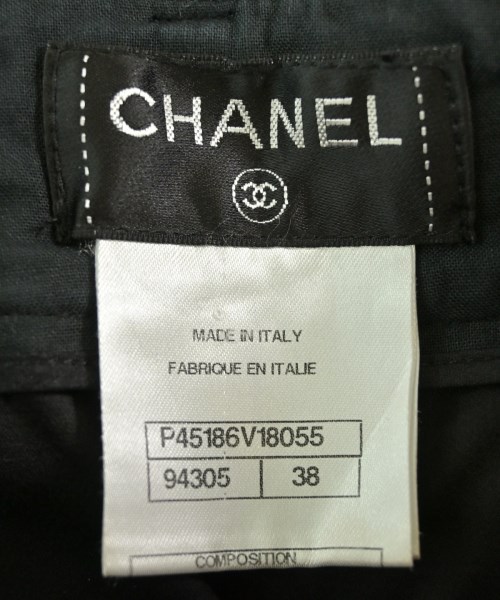 CHANEL
MADE IN ITALY
FABRIQUE EN ITALIE
P45186V18055
94305 38
COMPOSITION